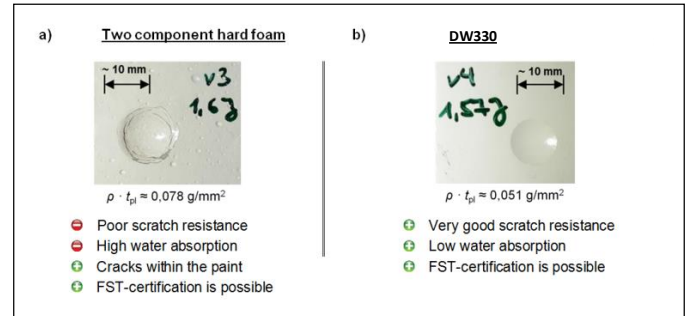 a) Two component hard foam
~ 10 mm
v3
1,6J
ρ · tpl ≈ 0,078 g/mm²
Poor scratch resistance
High water absorption
Cracks within the paint
FST-certification is possible
b) DW330
~ 10 mm
v4
1,57J
ρ · tpl ≈ 0,051 g/mm²
Very good scratch resistance
Low water absorption
FST-certification is possible